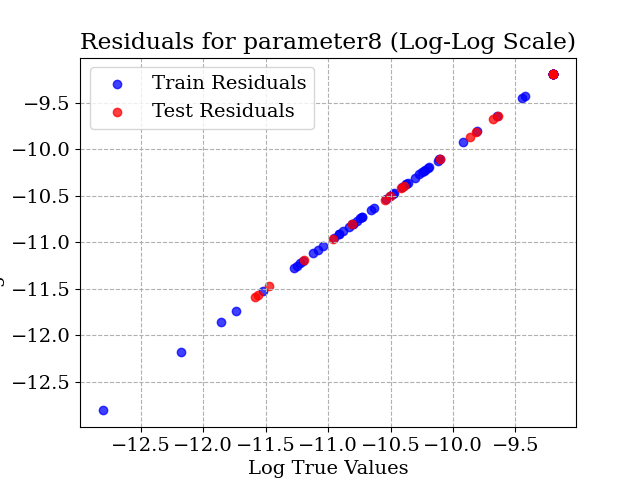 Residuals for parameter8 (Log-Log Scale)
Train Residuals
Test Residuals
−9.5
−10.0
−10.5
−11.0
−11.5
−12.0
−12.5
−12.5 −12.0 −11.5 −11.0 −10.5 −10.0 −9.5
Log True Values